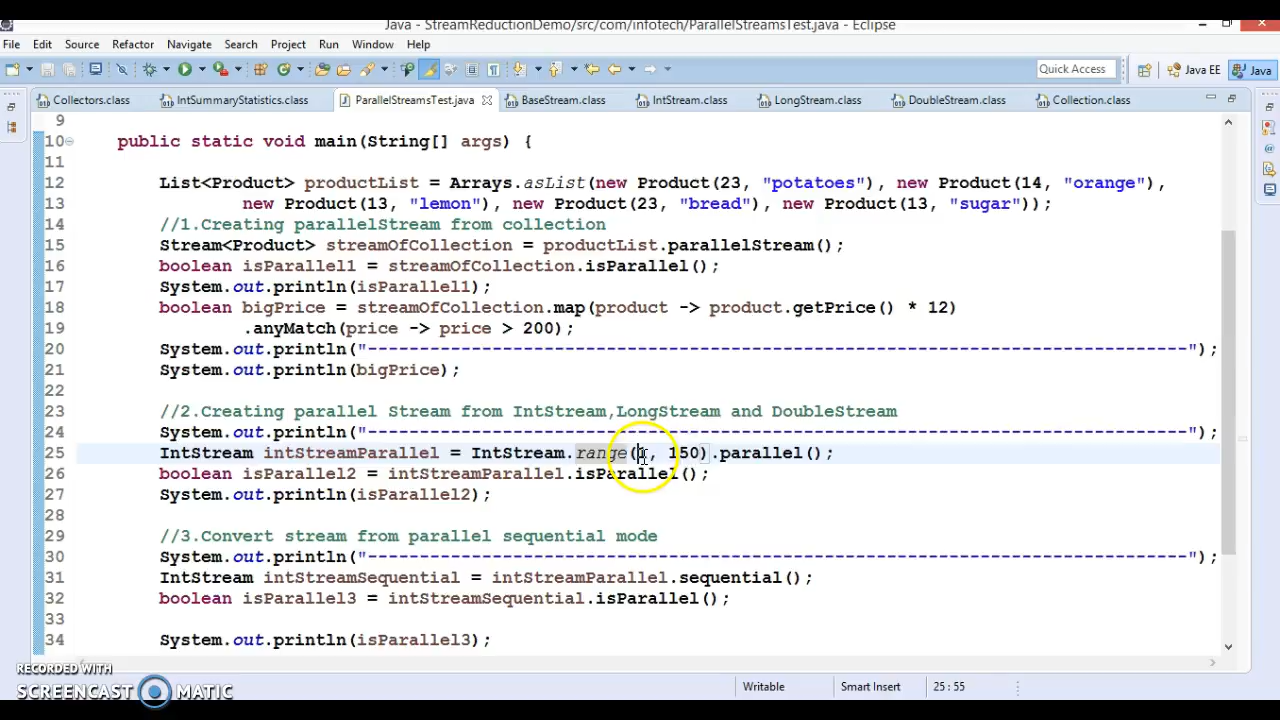 Java - StreamReductionDemo/src/com/infotech/ParallelStreamsTest.java - Eclipse
File Edit Source Refactor Navigate Search Project Run Window Help
Quick Access Java EE Java
Collectors.class IntSummaryStatistics.class ParallelStreamsTest.java BaseStream.class IntStream.class LongStream.class DoubleStream.class Collection.class
9
10 public static void main(String[] args) {
11
12 List<Product> productList = Arrays.asList(new Product(23, "potatoes"), new Product(14, "orange"),
13 new Product(13, "lemon"), new Product(23, "bread"), new Product(13, "sugar"));
14 //1.Creating parallelStream from collection
15 Stream<Product> streamOfCollection = productList.parallelStream();
16 boolean isParallel1 = streamOfCollection.isParallel();
17 System.out.println(isParallel1);
18 boolean bigPrice = streamOfCollection.map(product -> product.getPrice() * 12)
19 .anyMatch(price -> price > 200);
20 System.out.println("-------------------------------------------------------------------------------");
21 System.out.println(bigPrice);
22
23 //2.Creating parallel Stream from IntStream,LongStream and DoubleStream
24 System.out.println("-------------------------------------------------------------------------------");
25 IntStream intStreamParallel = IntStream.range(1, 150).parallel();
26 boolean isParallel2 = intStreamParallel.isParallel();
27 System.out.println(isParallel2);
28
29 //3.Convert stream from parallel sequential mode
30 System.out.println("-------------------------------------------------------------------------------");
31 IntStream intStreamSequential = intStreamParallel.sequential();
32 boolean isParallel3 = intStreamSequential.isParallel();
33
34 System.out.println(isParallel3);
RECORDED WITH
SCREENCAST MATIC
Writable Smart Insert 25 : 55